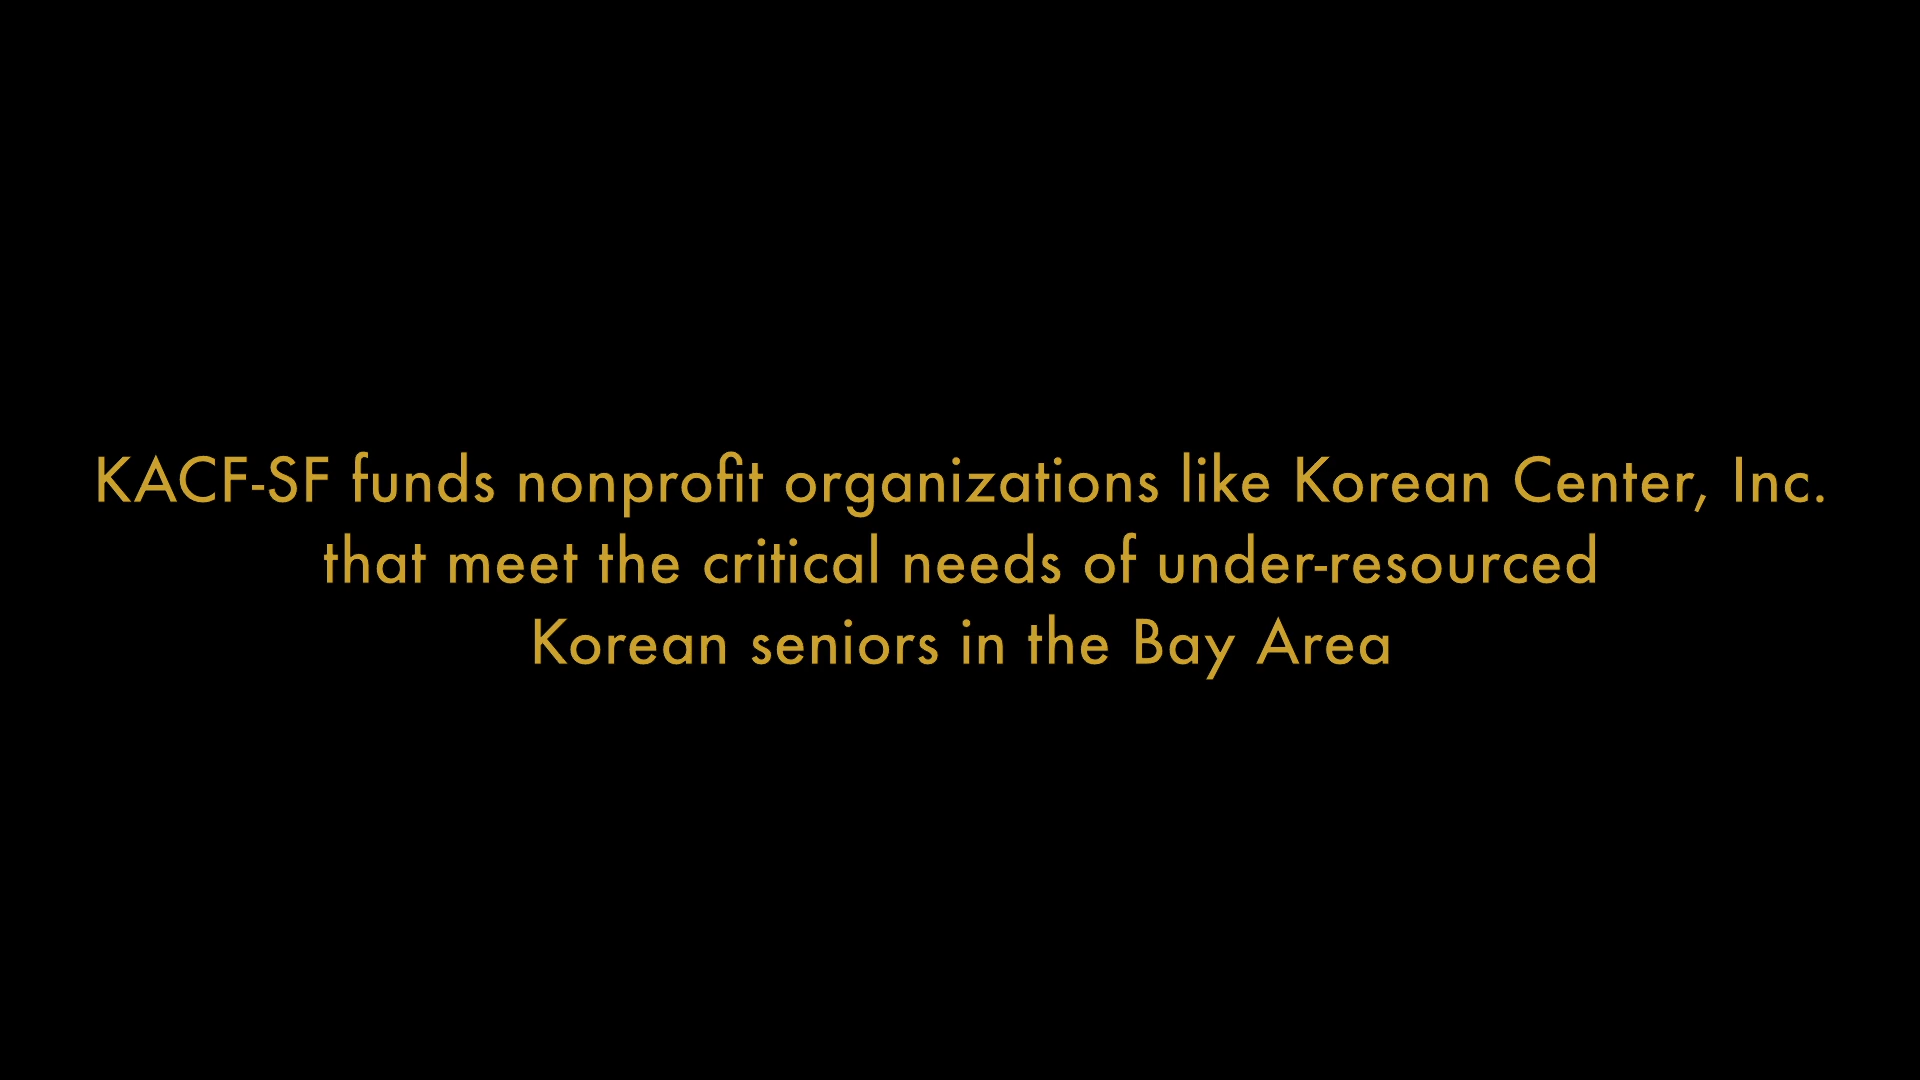 KACF-SF funds nonprofit organizations like Korean Center, Inc.
that meet the critical needs of under-resourced
Korean seniors in the Bay Area